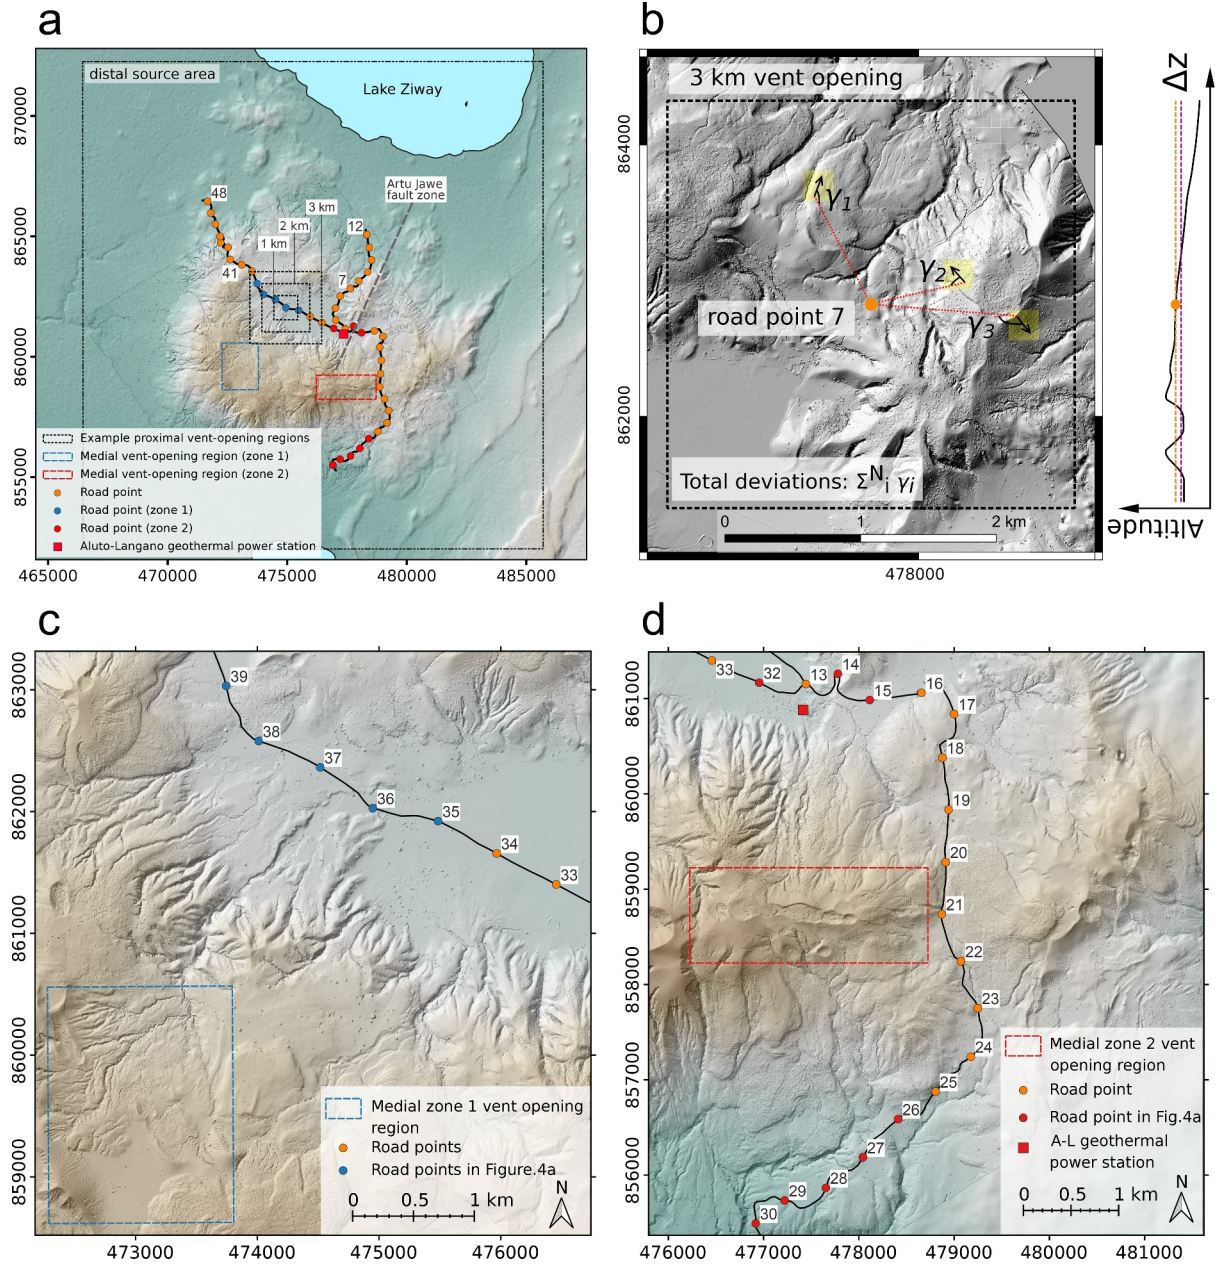 a
distal source area
Lake Ziway
Artu Jawe
fault zone
48
3 km
2 km
1 km
12
41
7
870000
865000
860000
855000
Example proximal vent-opening regions
Medial vent-opening region (zone 1)
Medial vent-opening region (zone 2)
Road point
Road point (zone 1)
Road point (zone 2)
Aluto-Langano geothermal power station
465000 470000 475000 480000 485000
b
3 km vent opening
864000
862000
γ1
γ2
γ3
road point 7
Total deviations: Σ^N_i γi
0 1 2 km
478000
ΔZ
Altitude
c
863000
862000
861000
860000
859000
39
38
37
36
35
34
33
Medial zone 1 vent opening
region
Road points
Road points in Figure.4a
0 0.5 1 km
N
473000 474000 475000 476000
d
861000
860000
859000
858000
857000
856000
33
32
13
14
15
16
17
18
19
20
21
22
23
24
25
26
27
28
29
30
Medial zone 2 vent
opening region
Road point
Road point in Fig.4a
A-L geothermal
power station
0 0.5 1 km
N
476000 477000 478000 479000 480000 481000